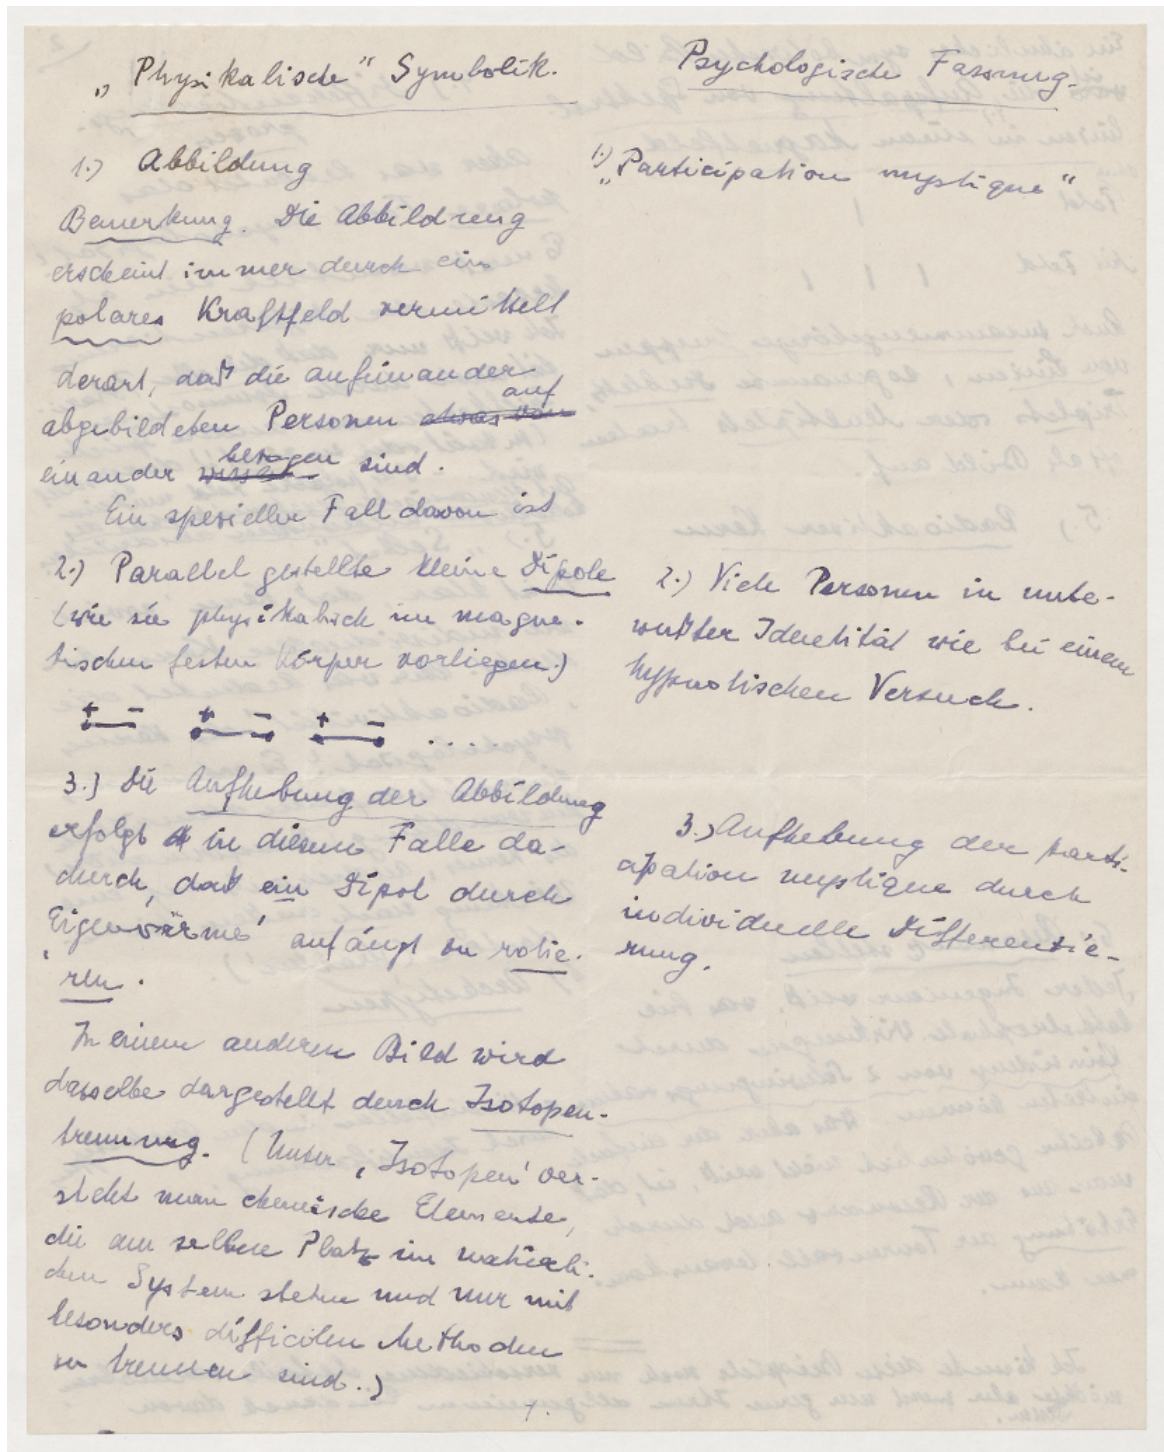 „Physikalische“ Symbolik.
1.) Abbildung
Bemerkung. Die Abbildung
erscheint immer durch ein
polares Kraftfeld vermittelt
derart, daß die aufeinander
abgebildeten Personen etwas von auf
einander wissen bezogen sind.
Ein spezieller Fall davon ist
2.) Parallel gestellte kleine Dipole
(wie sie physikalisch im magne-
tischen festen Körper vorliegen.)
+ − + − + − .....
3.) Die Aufhebung der Abbildung
erfolgt in diesem Falle da-
durch, daß ein Dipol durch
‚Eigenwärme‘ anfängt zu rotie-
ren.
In einem anderen Bild wird
dasselbe dargestellt durch Isotopen-
trennung. (Unter ‚Isotopen‘ ver-
steht man chemische Elemente,
die am selben Platz im natürli-
chen System stehen und nur mit
besonders difficilen Methoden
zu trennen sind.)
Psychologische Fassung.
1.) „Participation mystique“
2.) Viele Personen in unbe-
wußter Identität wie bei einem
hypnotischen Versuch.
3.) Aufhebung der parti-
cipation mystique durch
individuelle Differentie-
rung.
1.